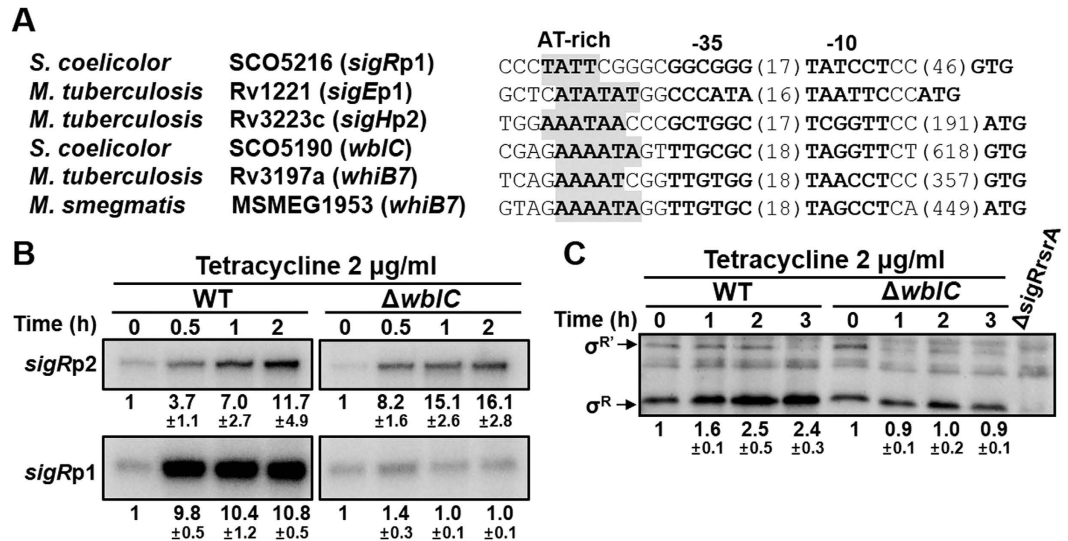 A
AT-rich -35 -10
S. coelicolor SCO5216 (sigRp1) CCCTATTCGGGCGGCGGG(17)TATCCTCC(46)GTG
M. tuberculosis Rv1221 (sigEp1) GCTCATATATGGCCCATA(16)TAATTCCCATG
M. tuberculosis Rv3223c (sigHp2) TGGAAATAACCCGCTGGC(17)TCGGTTCC(191)ATG
S. coelicolor SCO5190 (wblC) CGAGAAAATAGTTTGCGC(18)TAGGTTCT(618)GTG
M. tuberculosis Rv3197a (whiB7) TCAGAAAATCGGTTGTGG(18)TAACCTCC(357)GTG
M. smegmatis MSMEG1953 (whiB7) GTAGAAAATAGGTTGTGC(18)TAGCCTCA(449)ATG
B
Tetracycline 2 µg/ml
WT ΔwblC
Time (h) 0 0.5 1 2 0 0.5 1 2
sigRp2
1 3.7 7.0 11.7 1 8.2 15.1 16.1
±1.1 ±2.7 ±4.9 ±1.6 ±2.6 ±2.8
sigRp1
1 9.8 10.4 10.8 1 1.4 1.0 1.0
±0.5 ±1.2 ±0.5 ±0.3 ±0.1 ±0.1
C
Tetracycline 2 µg/ml
WT ΔwblC ΔsigRrsrA
Time (h) 0 1 2 3 0 1 2 3
σR'
σR
1 1.6 2.5 2.4 1 0.9 1.0 0.9
±0.1 ±0.5 ±0.3 ±0.1 ±0.2 ±0.1